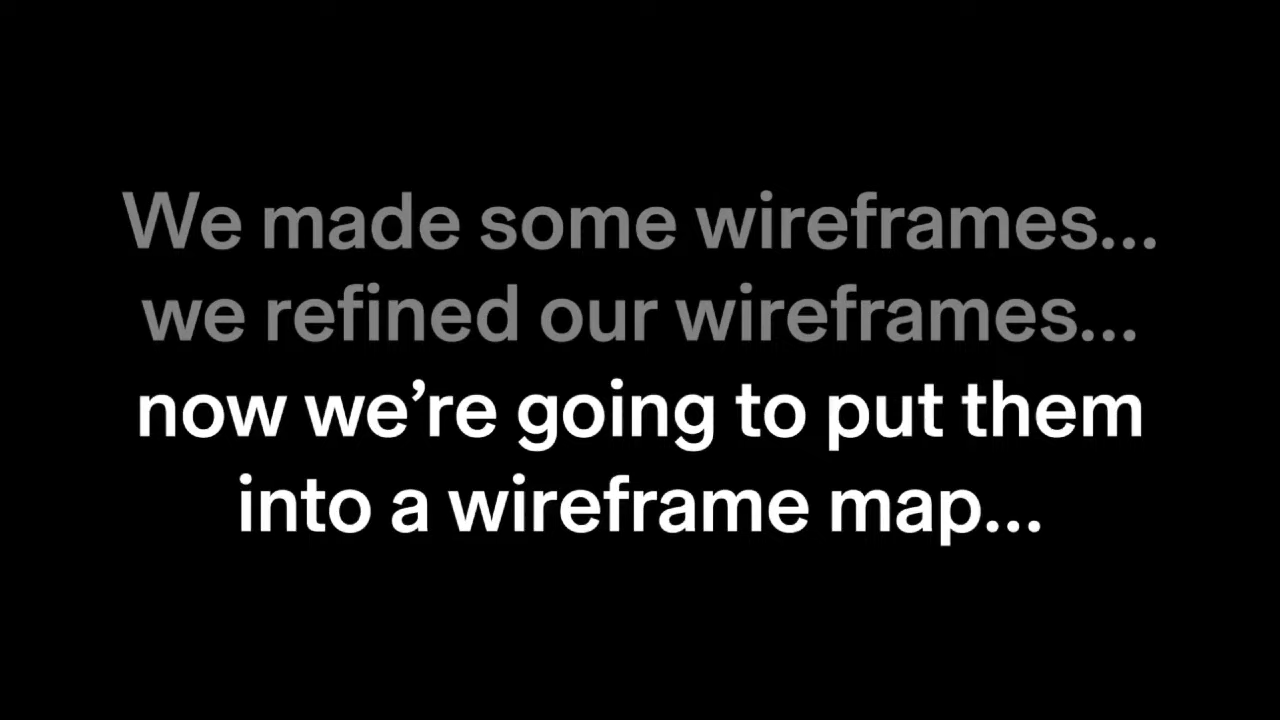 We made some wireframes...
we refined our wireframes...
now we’re going to put them
into a wireframe map...